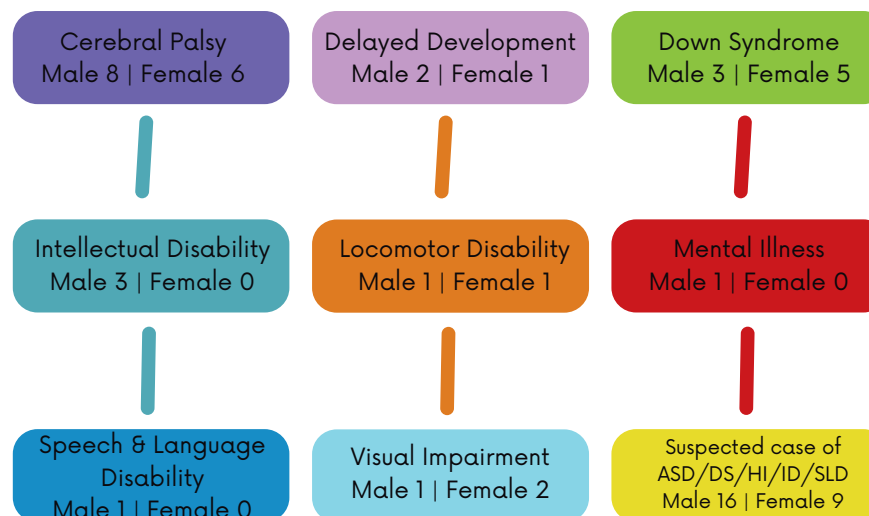 Cerebral Palsy
Male 8 | Female 6
Delayed Development
Male 2 | Female 1
Down Syndrome
Male 3 | Female 5
Intellectual Disability
Male 3 | Female 0
Locomotor Disability
Male 1 | Female 1
Mental Illness
Male 1 | Female 0
Speech & Language
Disability
Male 1 | Female 0
Visual Impairment
Male 1 | Female 2
Suspected case of
ASD/DS/HI/ID/SLD
Male 16 | Female 9